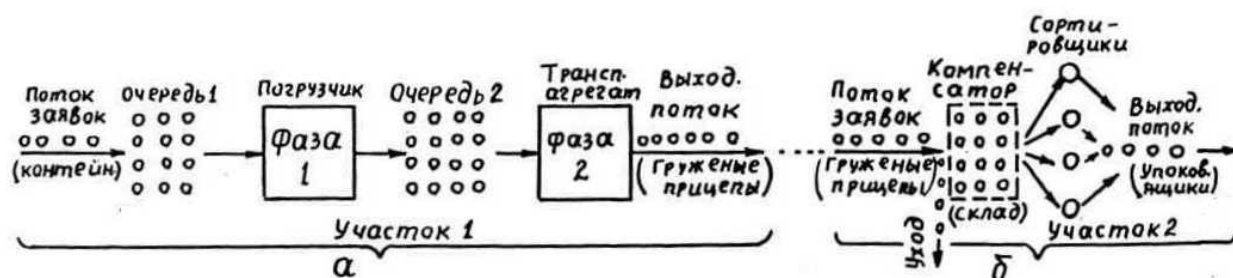 Поток
заявок
(контейн)
Очередь1
Погрузчик
Фаза
1
Очередь 2
Трансп.
агрегат
фаза
2
Выход.
поток
(Груженые
прицепы)
Участок 1
а
Поток
заявок
(Груженые
прицепы)
Уход
Компен-
сатор
(склад)
Сорти-
ровщики
Выход.
поток
(Упаков.
ящики)
Участок 2
б